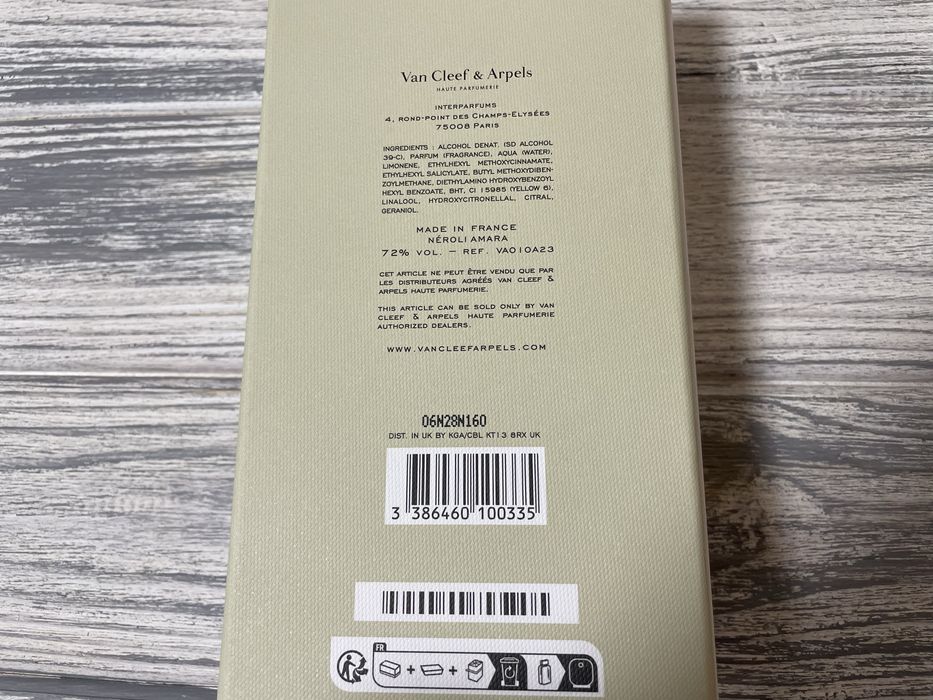 Van Cleef & Arpels
HAUTE PARFUMERIE
INTERPARFUMS
4, ROND-POINT DES CHAMPS-ELYSÉES
75008 PARIS
INGREDIENTS : ALCOHOL DENAT. (SD ALCOHOL
39-C), PARFUM (FRAGRANCE), AQUA (WATER),
LIMONENE, ETHYLHEXYL METHOXYCINNAMATE,
ETHYLHEXYL SALICYLATE, BUTYL METHOXYDIBEN-
ZOYLMETHANE, DIETHYLAMINO HYDROXYBENZOYL
HEXYL BENZOATE, BHT, CI 15985 (YELLOW 6),
LINALOOL, HYDROXYCITRONELLAL, CITRAL,
GERANIOL.
MADE IN FRANCE
NÉROLI AMARA
72% VOL. – REF. VA010A23
CET ARTICLE NE PEUT ÊTRE VENDU QUE PAR
LES DISTRIBUTEURS AGRÉÉS VAN CLEEF &
ARPELS HAUTE PARFUMERIE.
THIS ARTICLE CAN BE SOLD ONLY BY VAN
CLEEF & ARPELS HAUTE PARFUMERIE
AUTHORIZED DEALERS.
WWW.VANCLEEFARPELS.COM
06N28N160
DIST. IN UK BY KGA/CBL KT13 8RX UK
3 386460 100335
FR